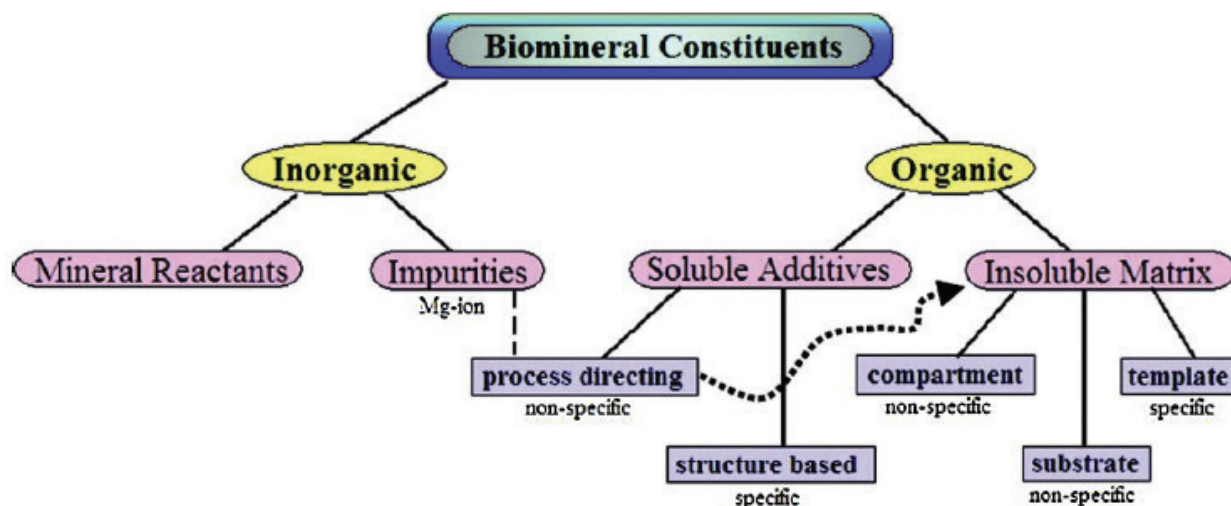 Biomineral Constituents
Inorganic
Organic
Mineral Reactants
Impurities
Soluble Additives
Insoluble Matrix
Mg-ion
process directing
compartment
template
non-specific
non-specific
specific
structure based
substrate
specific
non-specific